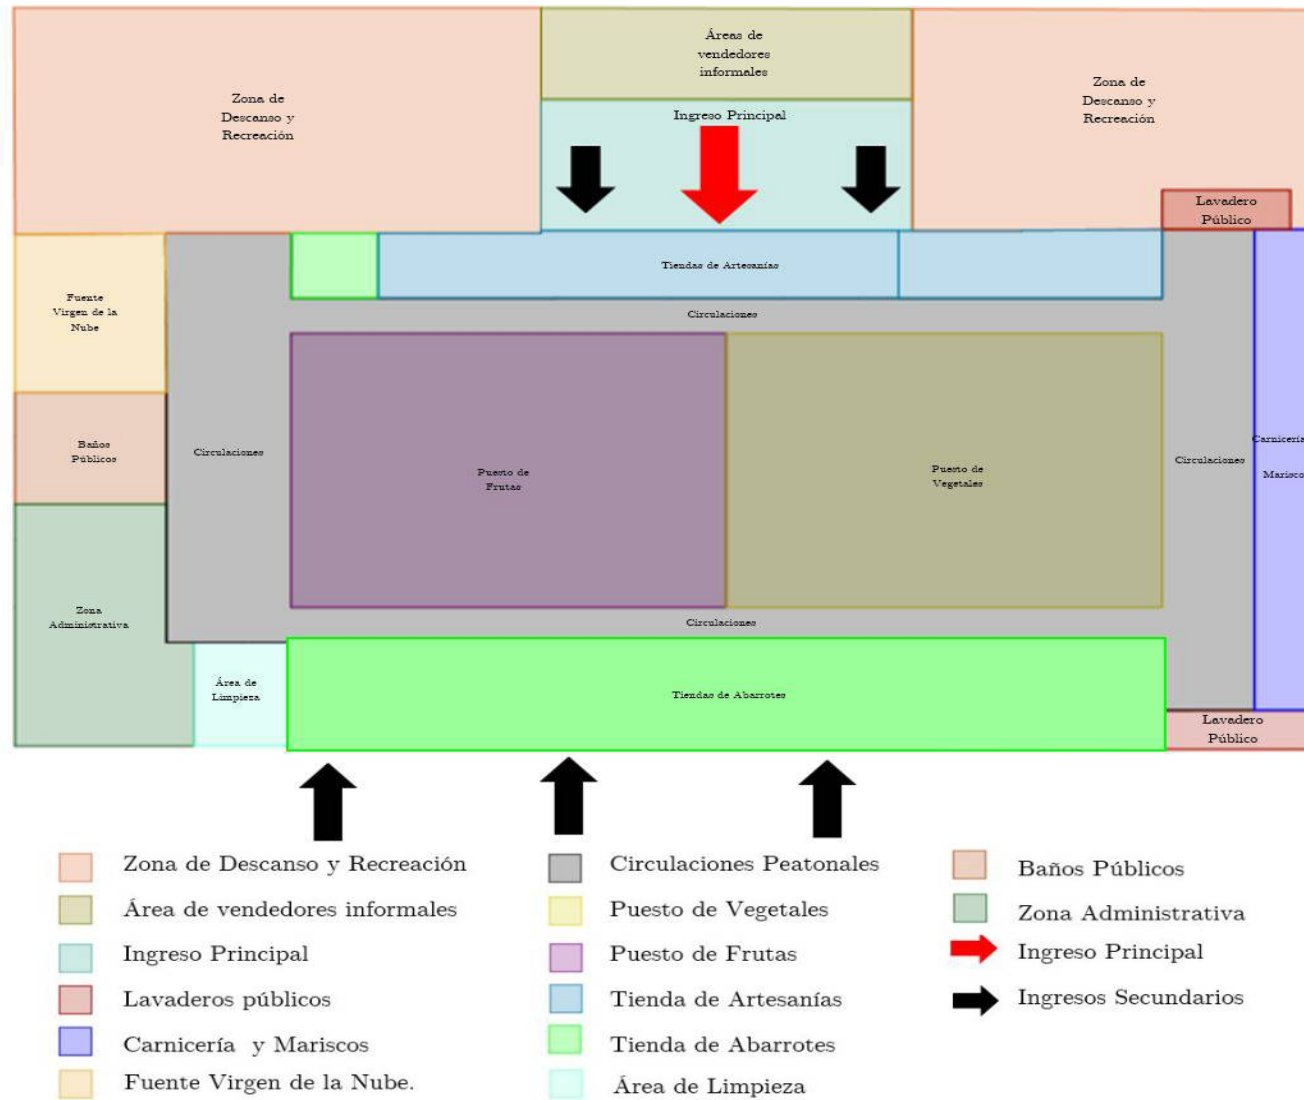 Áreas de
vendedores
informales
Zona de
Descanso y
Recreación
Zona de
Descanso y
Recreación
Ingreso Principal
Lavadero
Público
Tiendas de Artesanías
Fuente
Virgen de la
Nube
Circulaciones
Baños
Públicos
Circulaciones
Puesto de
Frutas
Puesto de
Vegetales
Circulaciones
Carnicería
Marisco
Zona
Administrativa
Circulaciones
Área de
Limpieza
Tiendas de Abarrotes
Lavadero
Público
Zona de Descanso y Recreación
Área de vendedores informales
Ingreso Principal
Lavaderos públicos
Carnicería y Mariscos
Fuente Virgen de la Nube.
Circulaciones Peatonales
Puesto de Vegetales
Puesto de Frutas
Tienda de Artesanías
Tienda de Abarrotes
Área de Limpieza
Baños Públicos
Zona Administrativa
Ingreso Principal
Ingresos Secundarios